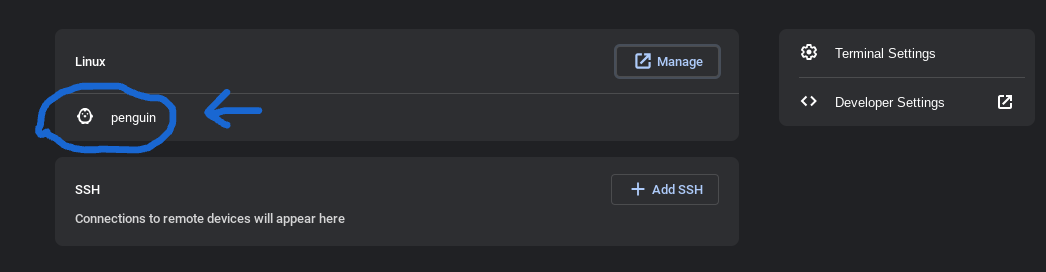 Linux
Manage
penguin
SSH
Add SSH
Connections to remote devices will appear here
Terminal Settings
Developer Settings